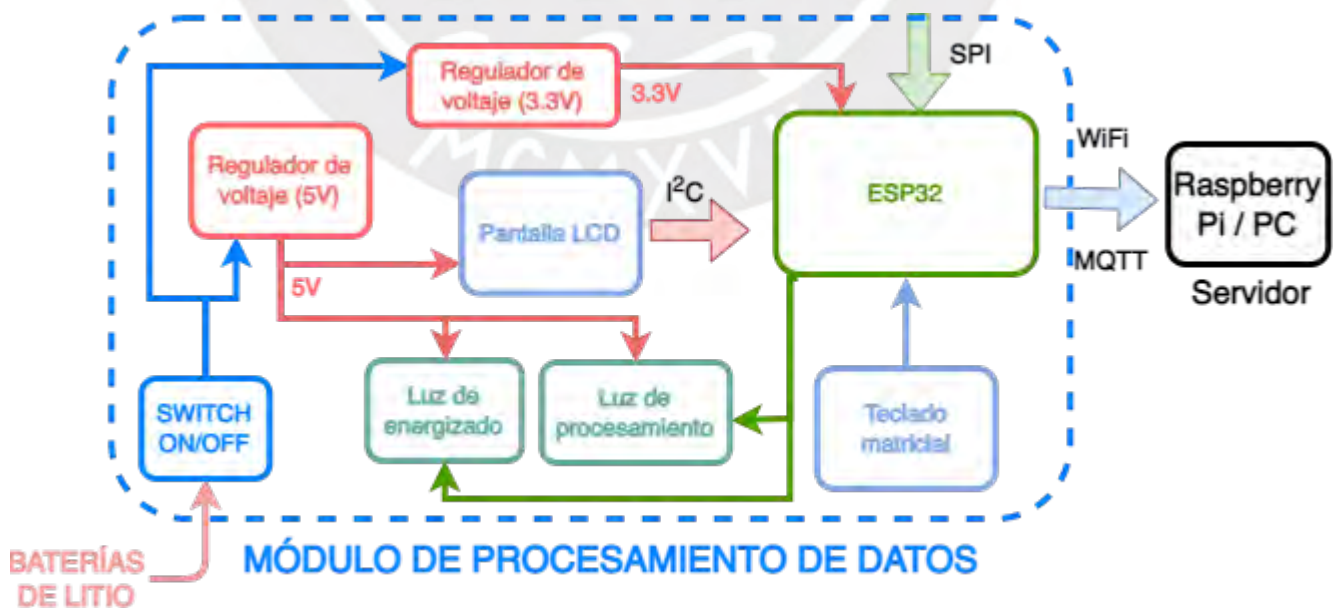 SPI
Regulador de
voltaje (3.3V)
3.3V
MCMXVII
WiFi
Regulador de
voltaje (5V)
I²C
ESP32
Raspberry
Pi / PC
Pantalla LCD
5V
MQTT
Servidor
SWITCH
ON/OFF
Luz de
energizado
Luz de
procesamiento
Teclado
matricial
BATERÍAS
DE LITIO
MÓDULO DE PROCESAMIENTO DE DATOS